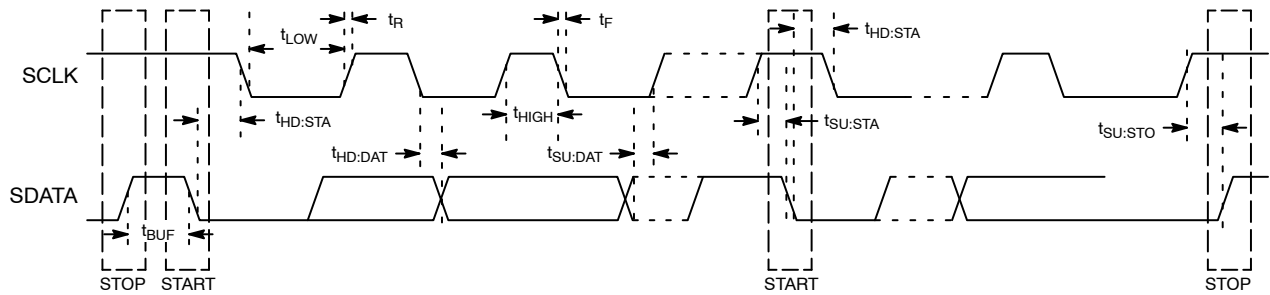 tR
tF
tLOW
tHD:STA
SCLK
tHD:STA
tHIGH
tSU:STA
tSU:STO
tHD:DAT
tSU:DAT
SDATA
tBUF
STOP
START
START
STOP